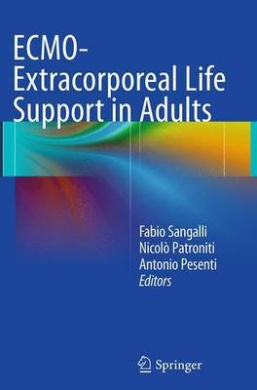 ECMO-
Extracorporeal Life
Support in Adults
Fabio Sangalli
Nicolò Patroniti
Antonio Pesenti
Editors
Springer